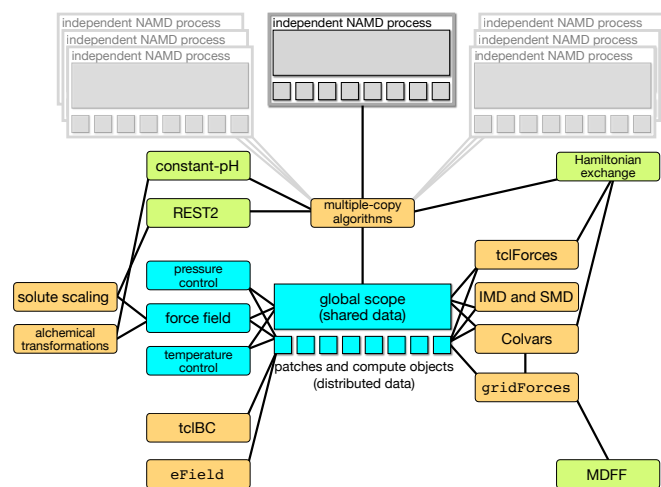 independent NAMD process
independent NAMD process
independent NAMD process
independent NAMD process
independent NAMD process
independent NAMD process
independent NAMD process
constant-pH
REST2
multiple-copy
algorithms
Hamiltonian
exchange
pressure
control
solute scaling
force field
alchemical
transformations
temperature
control
global scope
(shared data)
patches and compute objects
(distributed data)
tclForces
IMD and SMD
Colvars
gridForces
tclBC
eField
MDFF